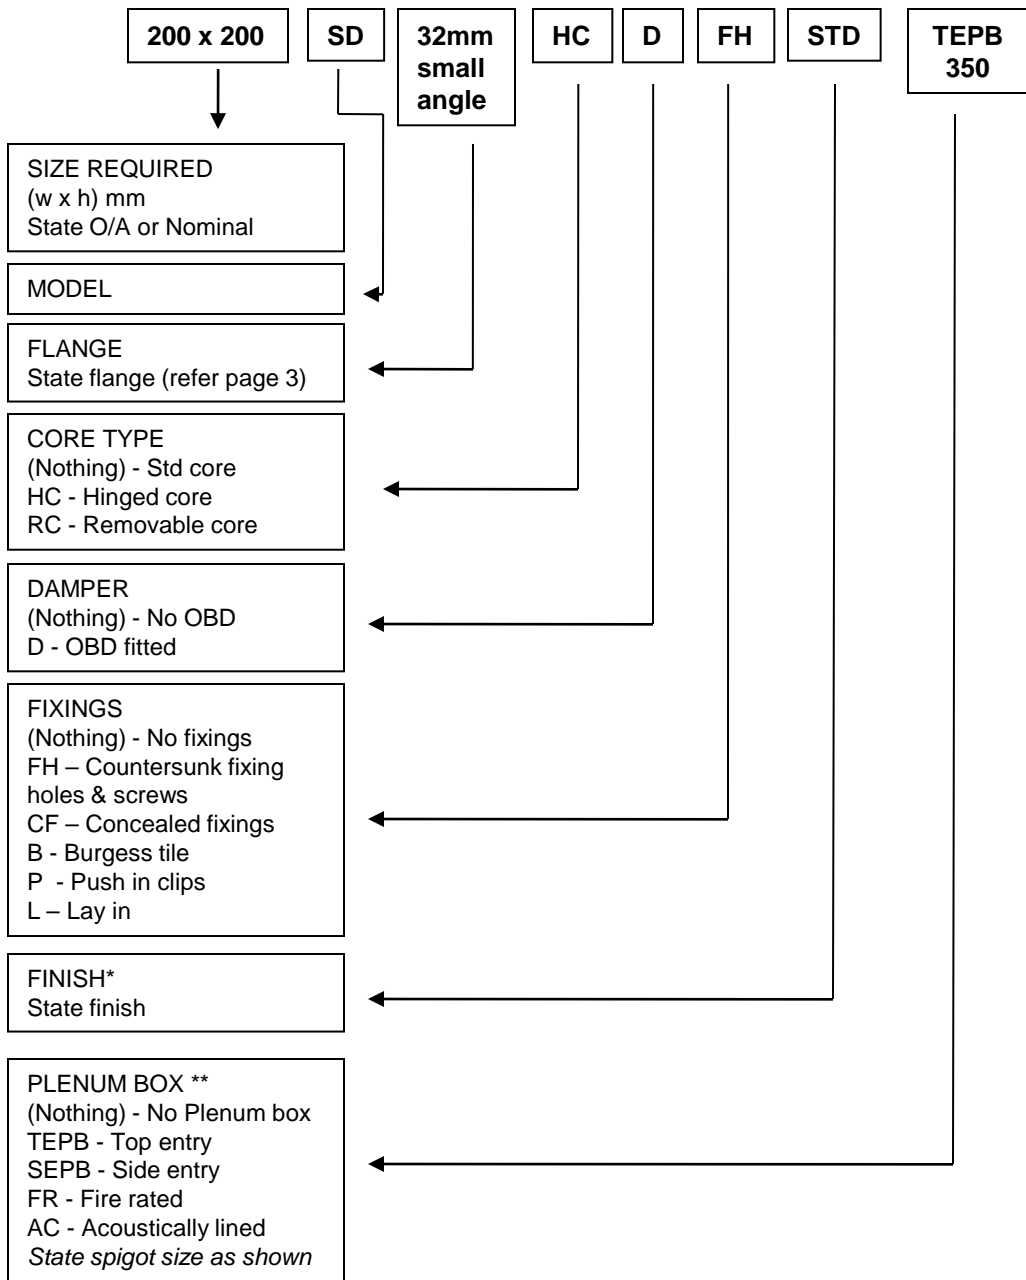 200 x 200
SD
32mm
small
angle
HC
D
FH
STD
TEPB
350
SIZE REQUIRED
(w x h) mm
State O/A or Nominal
MODEL
FLANGE
State flange (refer page 3)
CORE TYPE
(Nothing) - Std core
HC - Hinged core
RC - Removable core
DAMPER
(Nothing) - No OBD
D - OBD fitted
FIXINGS
(Nothing) - No fixings
FH – Countersunk fixing
holes & screws
CF – Concealed fixings
B - Burgess tile
P - Push in clips
L – Lay in
FINISH*
State finish
PLENUM BOX **
(Nothing) - No Plenum box
TEPB - Top entry
SEPB - Side entry
FR - Fire rated
AC - Acoustically lined
State spigot size as shown